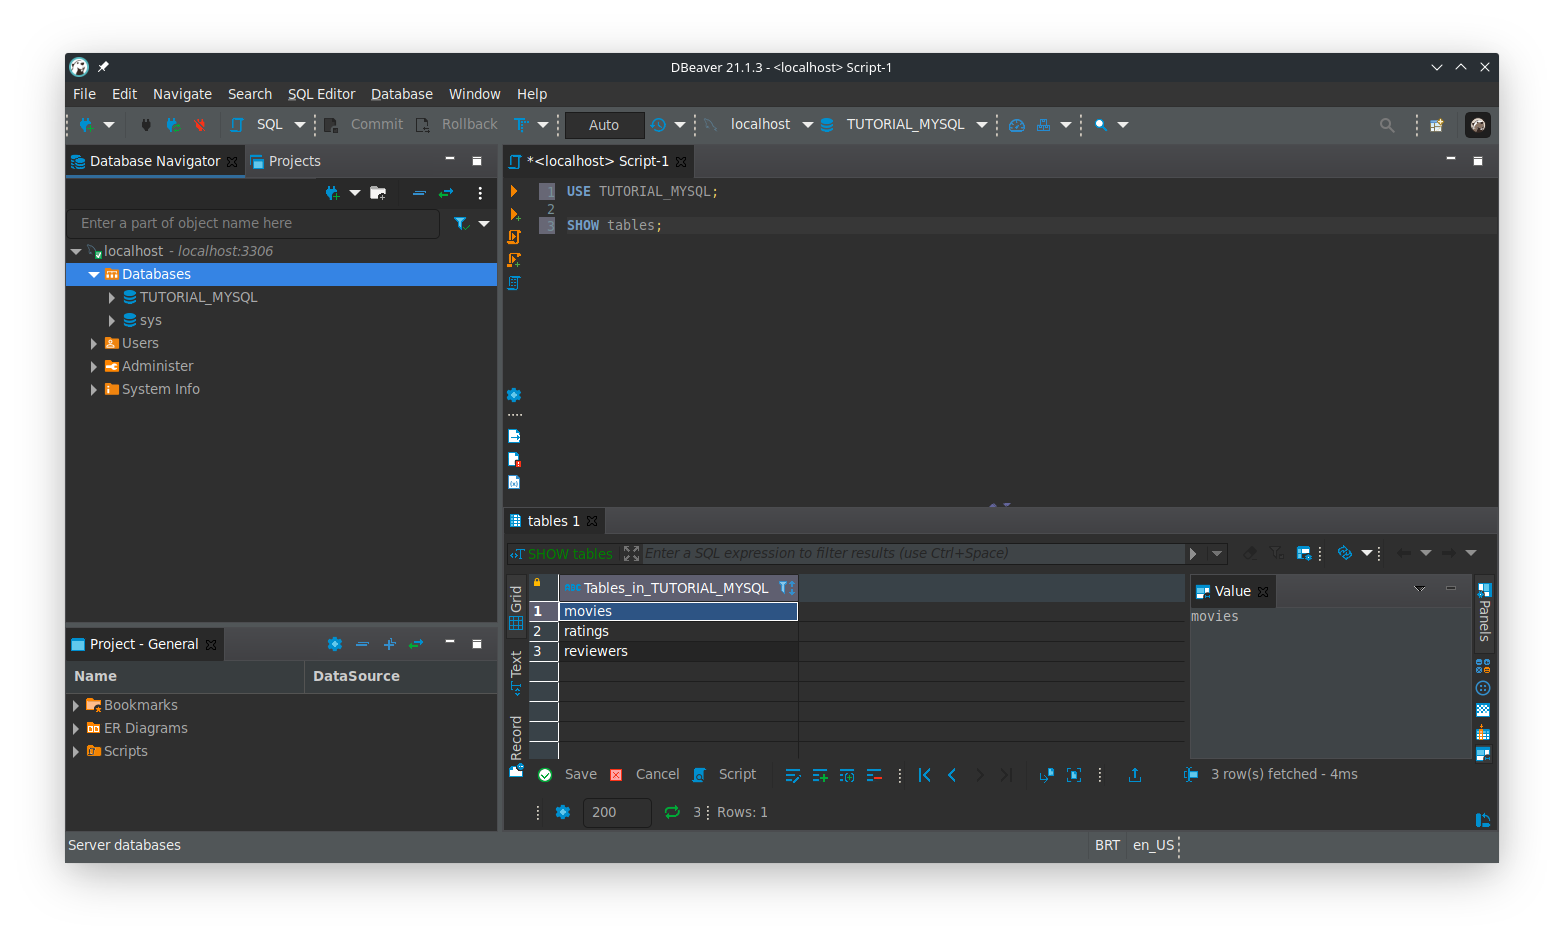 DBeaver 21.1.3 - <localhost> Script-1
File Edit Navigate Search SQL Editor Database Window Help
SQL Commit Rollback Auto localhost TUTORIAL_MYSQL
Database Navigator Projects
Enter a part of object name here
localhost - localhost:3306
Databases
TUTORIAL_MYSQL
sys
Users
Administer
System Info
Project - General
Name DataSource
Bookmarks
ER Diagrams
Scripts
*<localhost> Script-1
1 USE TUTORIAL_MYSQL;
2
3 SHOW tables;
tables 1
SHOW tables Enter a SQL expression to filter results (use Ctrl+Space)
Grid
Text
Record
Tables_in_TUTORIAL_MYSQL
1 movies
2 ratings
3 reviewers
Value
movies
Panels
Save Cancel Script 3 row(s) fetched - 4ms
200 3 Rows: 1
Server databases BRT en_US